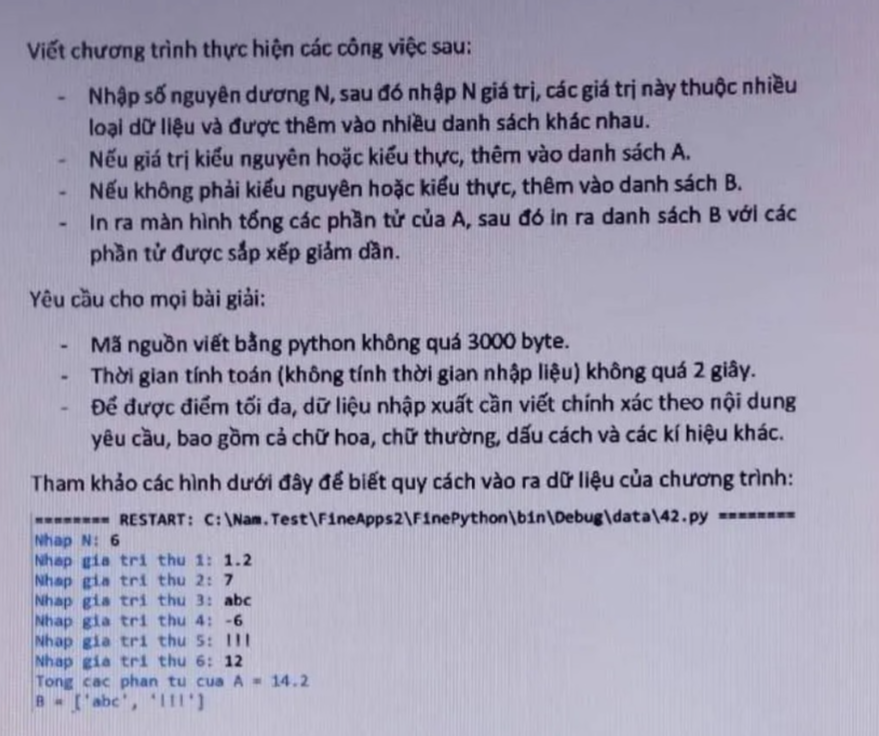 Viết chương trình thực hiện các công việc sau:
- Nhập số nguyên dương N, sau đó nhập N giá trị, các giá trị này thuộc nhiều
loại dữ liệu và được thêm vào nhiều danh sách khác nhau.
- Nếu giá trị kiểu nguyên hoặc kiểu thực, thêm vào danh sách A.
- Nếu không phải kiểu nguyên hoặc kiểu thực, thêm vào danh sách B.
- In ra màn hình tổng các phần tử của A, sau đó in ra danh sách B với các
phần tử được sắp xếp giảm dần.
Yêu cầu cho mọi bài giải:
- Mã nguồn viết bằng python không quá 3000 byte.
- Thời gian tính toán (không tính thời gian nhập liệu) không quá 2 giây.
- Để được điểm tối đa, dữ liệu nhập xuất cần viết chính xác theo nội dung
yêu cầu, bao gồm cả chữ hoa, chữ thường, dấu cách và các kí hiệu khác.
Tham khảo các hình dưới đây để biết quy cách vào ra dữ liệu của chương trình:
======== RESTART: C:\Nam.Test\FineApps2\FinePython\bin\Debug\data\42.py ========
Nhap N: 6
Nhap gia tri thu 1: 1.2
Nhap gia tri thu 2: 7
Nhap gia tri thu 3: abc
Nhap gia tri thu 4: -6
Nhap gia tri thu 5: !!!
Nhap gia tri thu 6: 12
Tong cac phan tu cua A = 14.2
B = ['abc', '!!!']